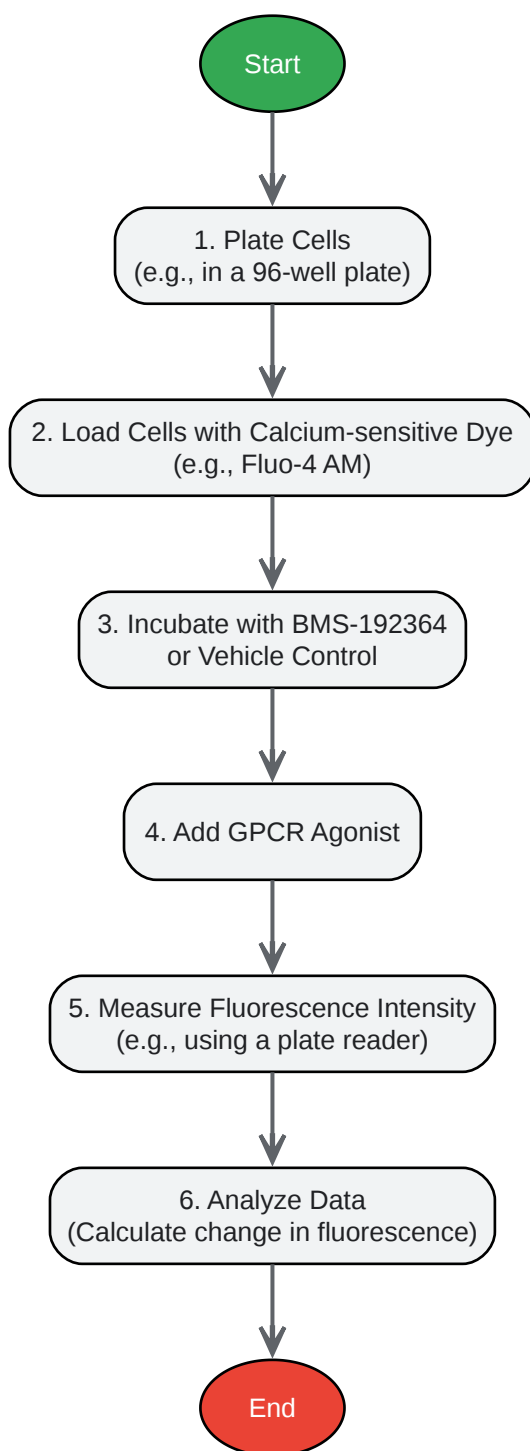 Start
1. Plate Cells
(e.g., in a 96-well plate)
2. Load Cells with Calcium-sensitive Dye
(e.g., Fluo-4 AM)
3. Incubate with BMS-192364
or Vehicle Control
4. Add GPCR Agonist
5. Measure Fluorescence Intensity
(e.g., using a plate reader)
6. Analyze Data
(Calculate change in fluorescence)
End